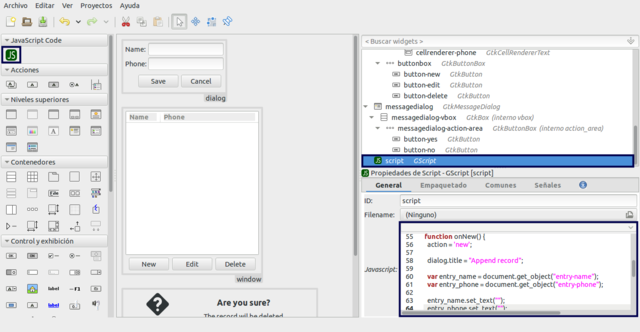 Archivo Editar Ver Proyectos Ayuda
JavaScript Code
JS
Acciones
Niveles superiores
Contenedores
Control y exhibición
Name:
Phone:
Save Cancel
dialog
Name Phone
New Edit Delete
window
Are you sure?
The record wil be deleted
< Buscar widgets >
cellrenderer-phone GtkCellRendererText
buttonbox GtkButtonBox
button-new GtkButton
button-edit GtkButton
button-delete GtkButton
messagedialog GtkMessageDialog
messagedialog-vbox GtkBox (interno vbox)
messagedialog-action-area GtkButtonBox (interno action_area)
button-yes GtkButton
button-no GtkButton
script GScript
Propiedades de Script - GScript [script]
General Empaquetado Comunes Señales
ID: script
Filename: (Ninguno)
Javascript:
55 function onNew() {
56 action = 'new';
57
58 dialog.title = "Append record";
59
60 var entry_name = document.get_object("entry-name");
61 var entry_phone = document.get_object("entry-phone");
62
63 entry_name.set_text("");
64 entry_phone.set_text("");